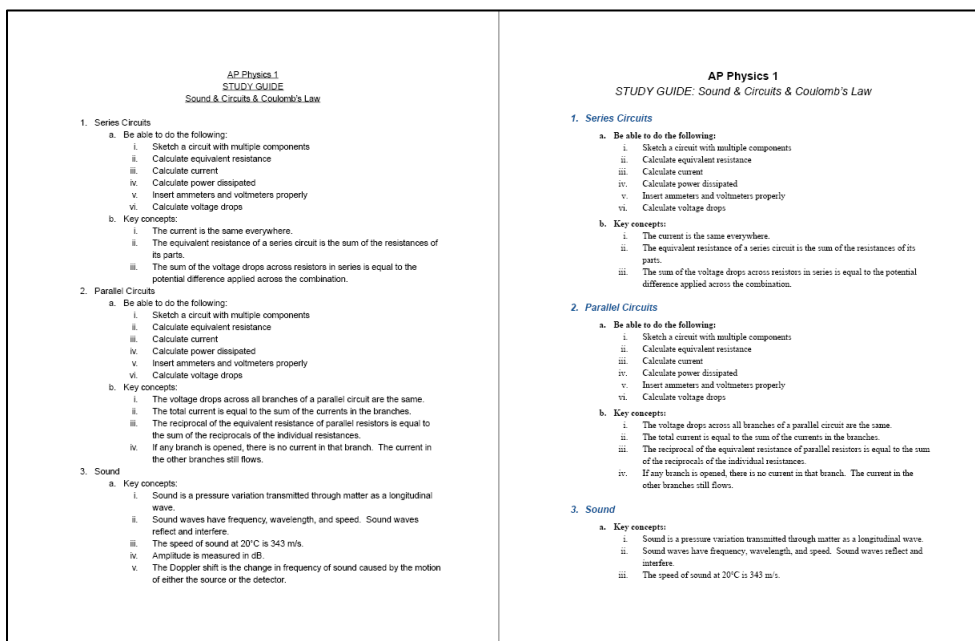 AP Physics 1
STUDY GUIDE
Sound & Circuits & Coulomb's Law
1. Series Circuits
a. Be able to do the following:
i. Sketch a circuit with multiple components
ii. Calculate equivalent resistance
iii. Calculate current
iv. Calculate power dissipated
v. Insert ammeters and voltmeters properly
vi. Calculate voltage drops
b. Key concepts:
i. The current is the same everywhere.
ii. The equivalent resistance of a series circuit is the sum of the resistances of
its parts.
iii. The sum of the voltage drops across resistors in series is equal to the
potential difference applied across the combination.
2. Parallel Circuits
a. Be able to do the following:
i. Sketch a circuit with multiple components
ii. Calculate equivalent resistance
iii. Calculate current
iv. Calculate power dissipated
v. Insert ammeters and voltmeters properly
vi. Calculate voltage drops
b. Key concepts:
i. The voltage drops across all branches of a parallel circuit are the same.
ii. The total current is equal to the sum of the currents in the branches.
iii. The reciprocal of the equivalent resistance of parallel resistors is equal to
the sum of the reciprocals of the individual resistances.
iv. If any branch is opened, there is no current in that branch. The current in
the other branches still flows.
3. Sound
a. Key concepts:
i. Sound is a pressure variation transmitted through matter as a longitudinal
wave.
ii. Sound waves have frequency, wavelength, and speed. Sound waves
reflect and interfere.
iii. The speed of sound at 20°C is 343 m/s.
iv. Amplitude is measured in dB.
v. The Doppler shift is the change in frequency of sound caused by the motion
of either the source or the detector.
AP Physics 1
STUDY GUIDE: Sound & Circuits & Coulomb's Law
1. Series Circuits
a. Be able to do the following:
i. Sketch a circuit with multiple components
ii. Calculate equivalent resistance
iii. Calculate current
iv. Calculate power dissipated
v. Insert ammeters and voltmeters properly
vi. Calculate voltage drops
b. Key concepts:
i. The current is the same everywhere.
ii. The equivalent resistance of a series circuit is the sum of the resistances of its
parts.
iii. The sum of the voltage drops across resistors in series is equal to the potential
difference applied across the combination.
2. Parallel Circuits
a. Be able to do the following:
i. Sketch a circuit with multiple components
ii. Calculate equivalent resistance
iii. Calculate current
iv. Calculate power dissipated
v. Insert ammeters and voltmeters properly
vi. Calculate voltage drops
b. Key concepts:
i. The voltage drops across all branches of a parallel circuit are the same.
ii. The total current is equal to the sum of the currents in the branches.
iii. The reciprocal of the equivalent resistance of parallel resistors is equal to the sum
of the reciprocals of the individual resistances.
iv. If any branch is opened, there is no current in that branch. The current in the
other branches still flows.
3. Sound
a. Key concepts:
i. Sound is a pressure variation transmitted through matter as a longitudinal wave.
ii. Sound waves have frequency, wavelength, and speed. Sound waves reflect and
interfere.
iii. The speed of sound at 20°C is 343 m/s.